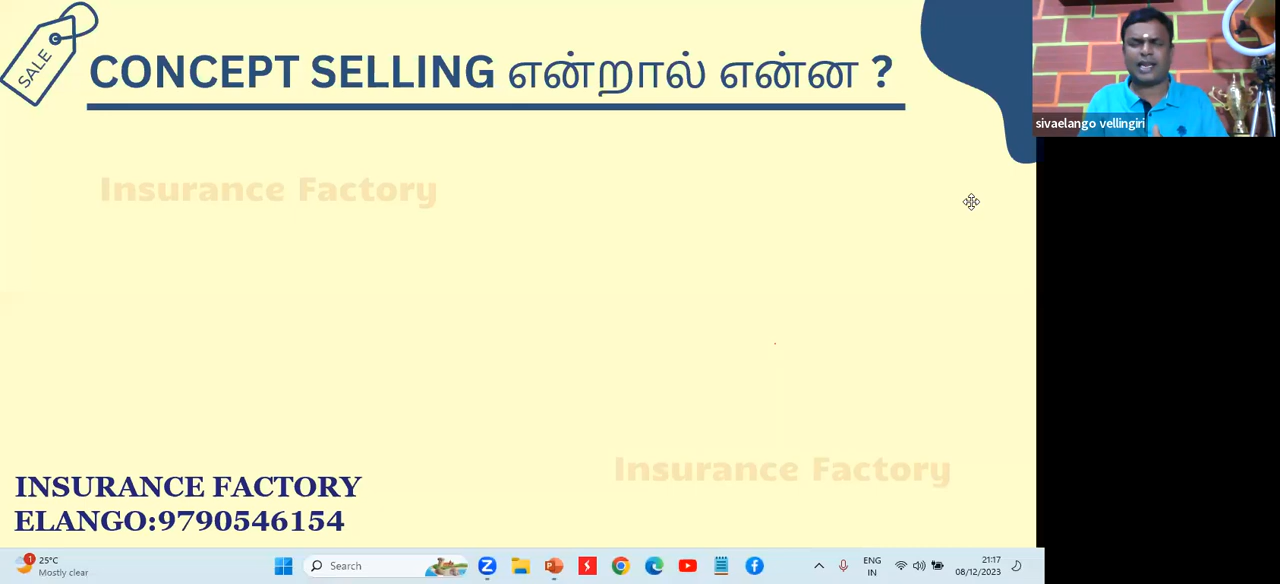 SALE
CONCEPT SELLING என்றால் என்ன ?
sivaelango vellingiri
Insurance Factory
Insurance Factory
INSURANCE FACTORY
ELANGO:9790546154
1
25°C
Mostly clear
Search
ENG
IN
21:17
08/12/2023